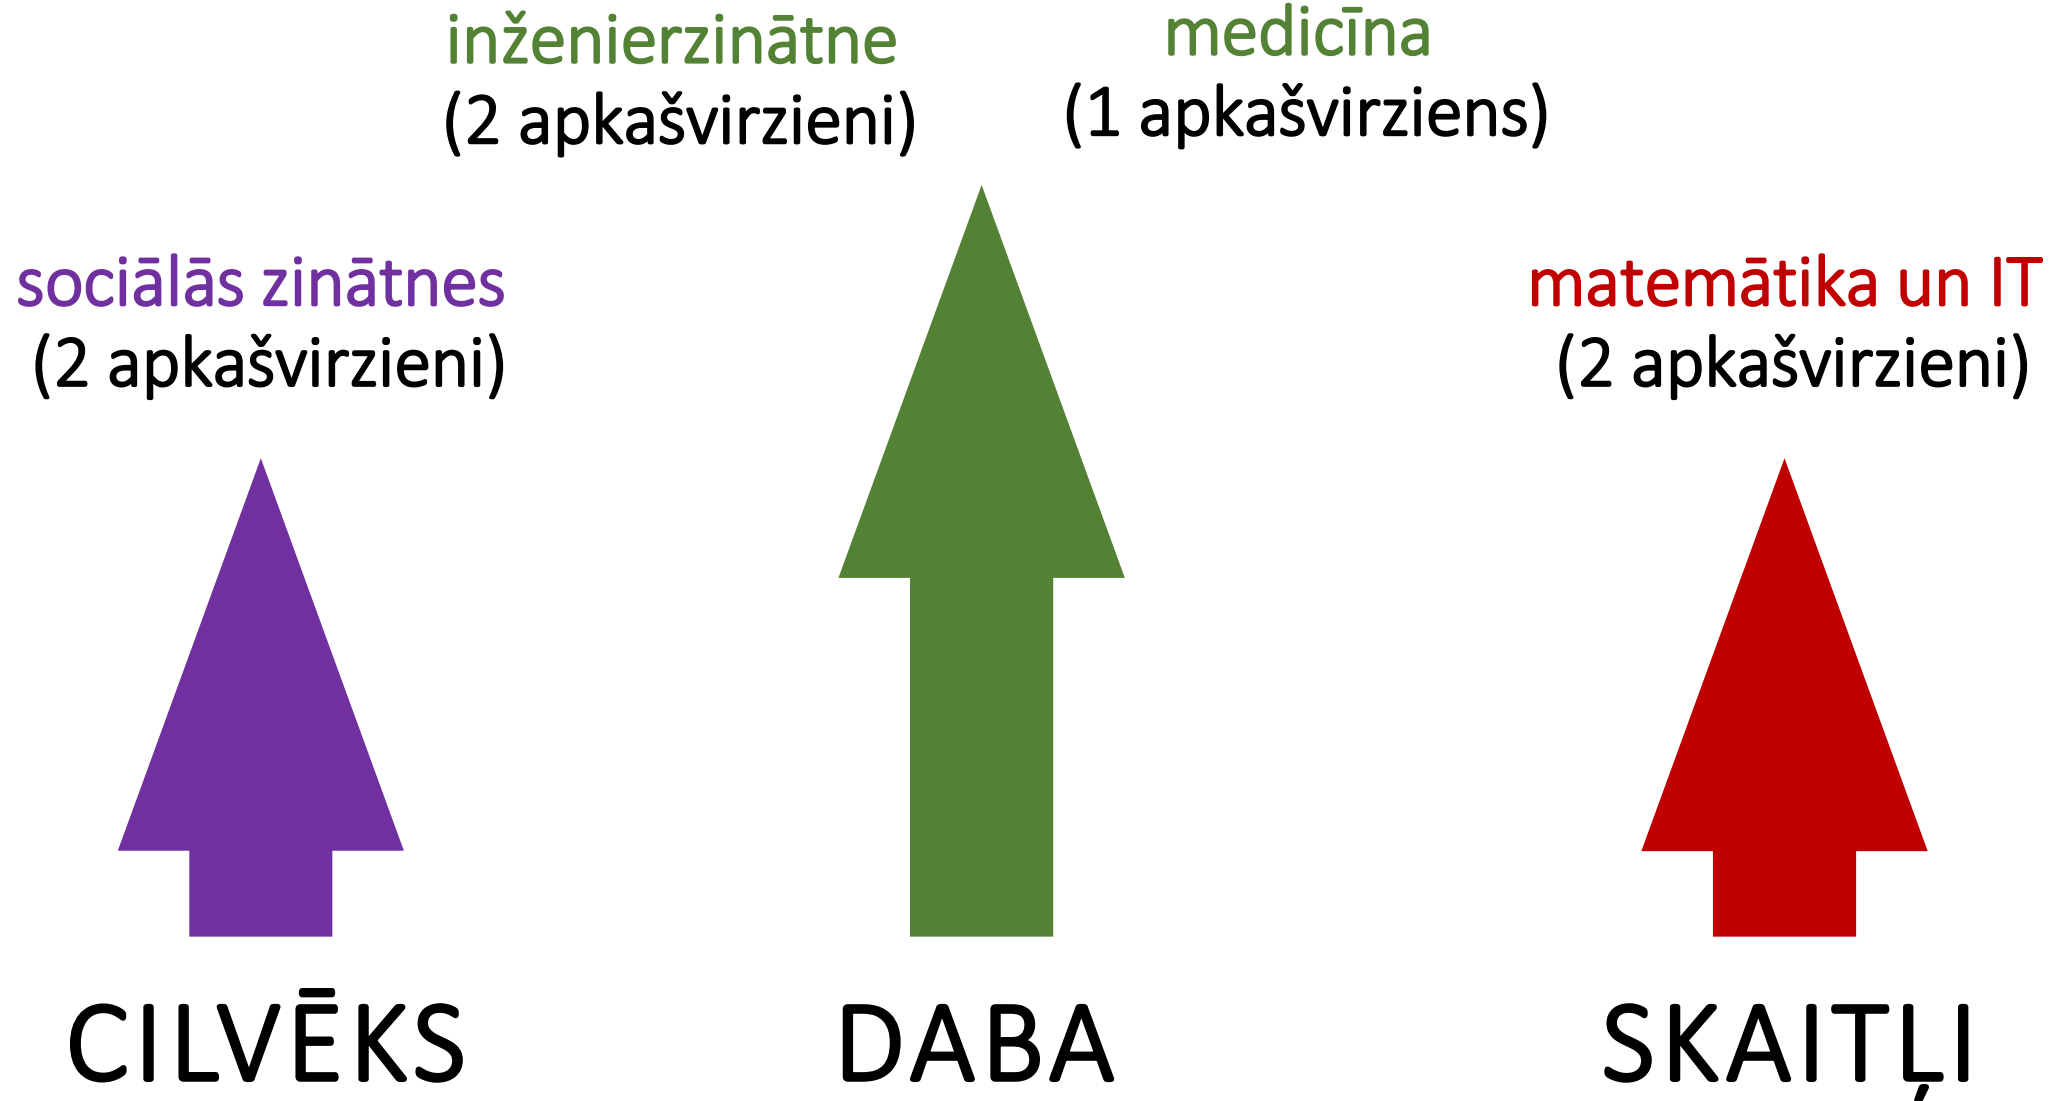 inženierzinātne
(2 apkašvirzieni)
medicīna
(1 apkašvirziens)
sociālās zinātnes
(2 apkašvirzieni)
matemātika un IT
(2 apkašvirzieni)
CILVĒKS
DABA
SKAITĻI